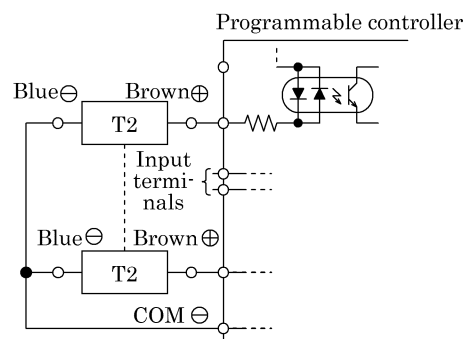 Programmable controller
Blue⊖ Brown⊕
T2
Input
termi-
nals
Blue⊖ Brown⊕
T2
COM ⊖